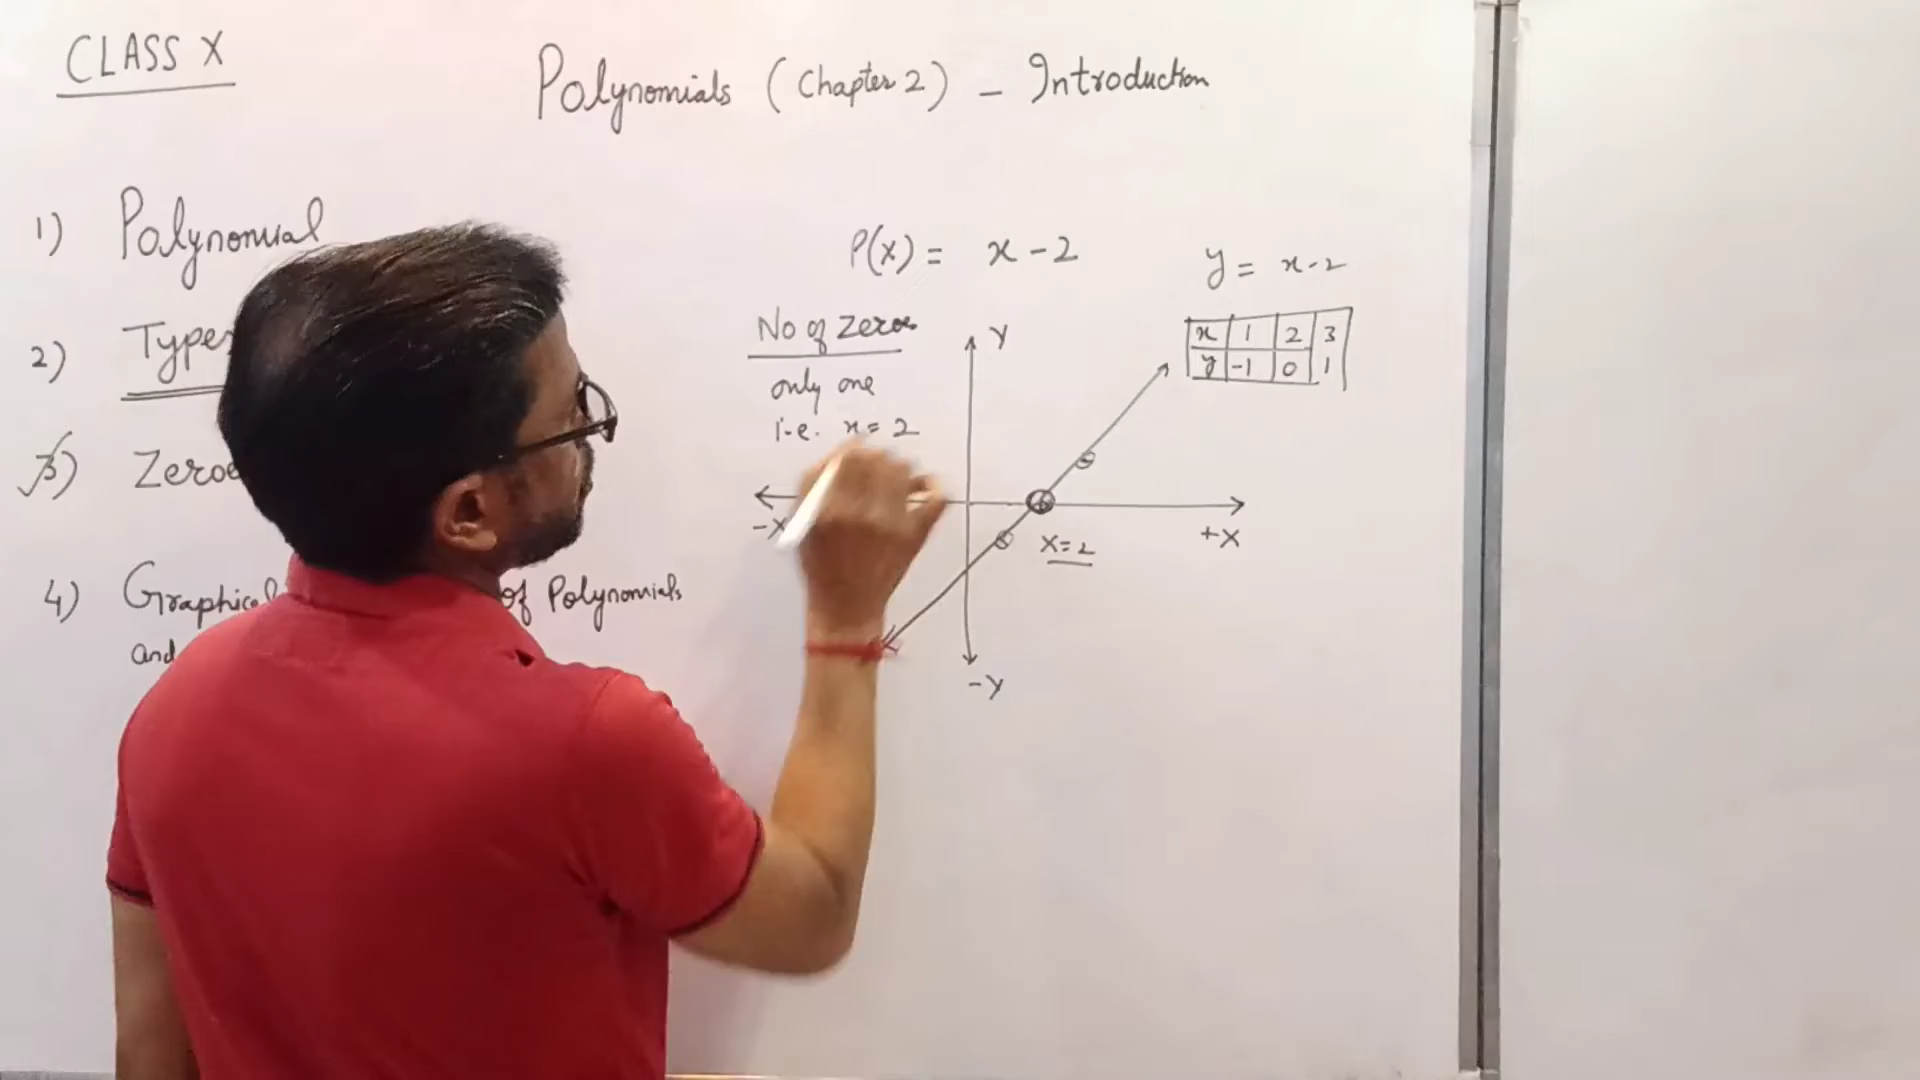 CLASS X
Polynomials (Chapter 2) - Introduction
1) Polynomial
2) Types
3) Zeroe
4) Graphical of Polynomials
and
P(x) = x - 2
y = x - 2
x 1 2 3
y -1 0 1
No of zeroes
only one
i.e. x = 2
Y
-X
+X
X = 2
-Y